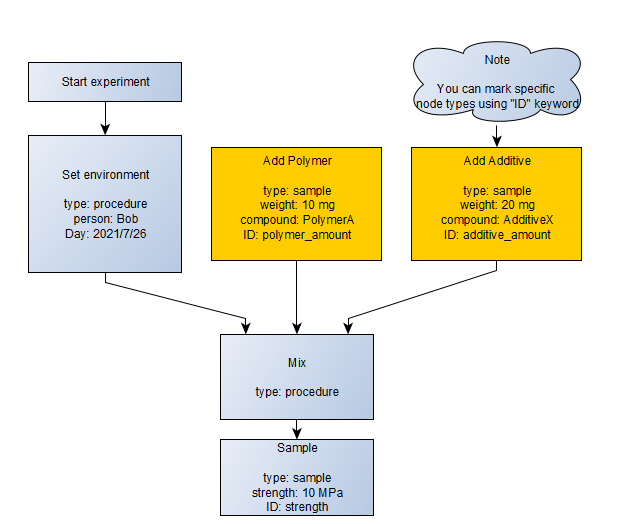 Start experiment
Note
You can mark specific
node types using "ID" keyword
Set environment
type: procedure
person: Bob
Day: 2021/7/26
Add Polymer
type: sample
weight: 10 mg
compound: PolymerA
ID: polymer_amount
Add Additive
type: sample
weight: 20 mg
compound: AdditiveX
ID: additive_amount
Mix
type: procedure
Sample
type: sample
strength: 10 MPa
ID: strength